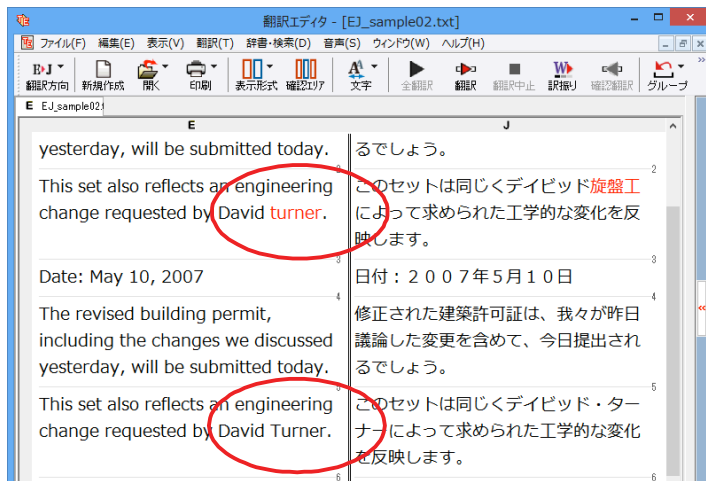 翻訳エディタ - [EJ_sample02.txt]
ファイル(F) 編集(E) 表示(V) 翻訳(T) 辞書・検索(D) 音声(S) ウィンドウ(W) ヘルプ(H)
E▸J
翻訳方向 新規作成 開く 印刷 表示形式 確認エリア 文字 全翻訳 翻訳 翻訳中止 訳振り 確認翻訳 グループ
E EJ_sample02.t
E J
yesterday, will be submitted today.
るでしょう。
2 2
This set also reflects an engineering
change requested by David turner.
このセットは同じくデイビッド旋盤工
によって求められた工学的な変化を反
映します。
3 3
Date: May 10, 2007
日付：２００７年５月１０日
4 4
The revised building permit,
including the changes we discussed
yesterday, will be submitted today.
修正された建築許可証は、我々が昨日
議論した変更を含めて、今日提出され
るでしょう。
5 5
This set also reflects an engineering
change requested by David Turner.
このセットは同じくデイビッド・ター
ナーによって求められた工学的な変化
を反映します。
6 6